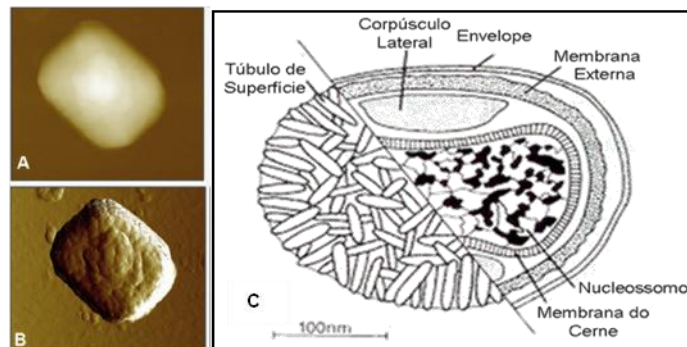 A
B
Corpúsculo
Lateral
Envelope
Membrana
Externa
Túbulo de
Superfície
Nucleossomo
Membrana do
Cerne
C
100nm